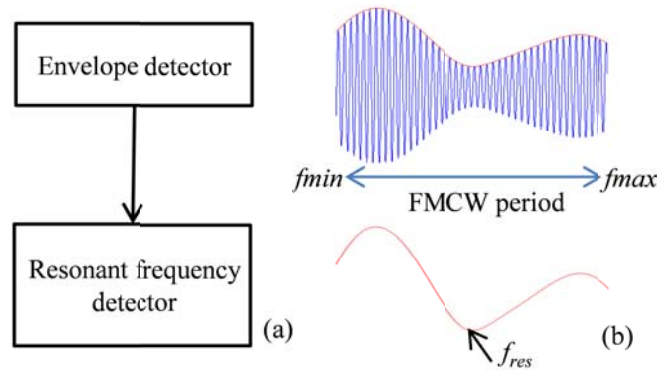 Envelope detector
Resonant frequency
detector
(a)
fmin
fmax
FMCW period
fres
(b)